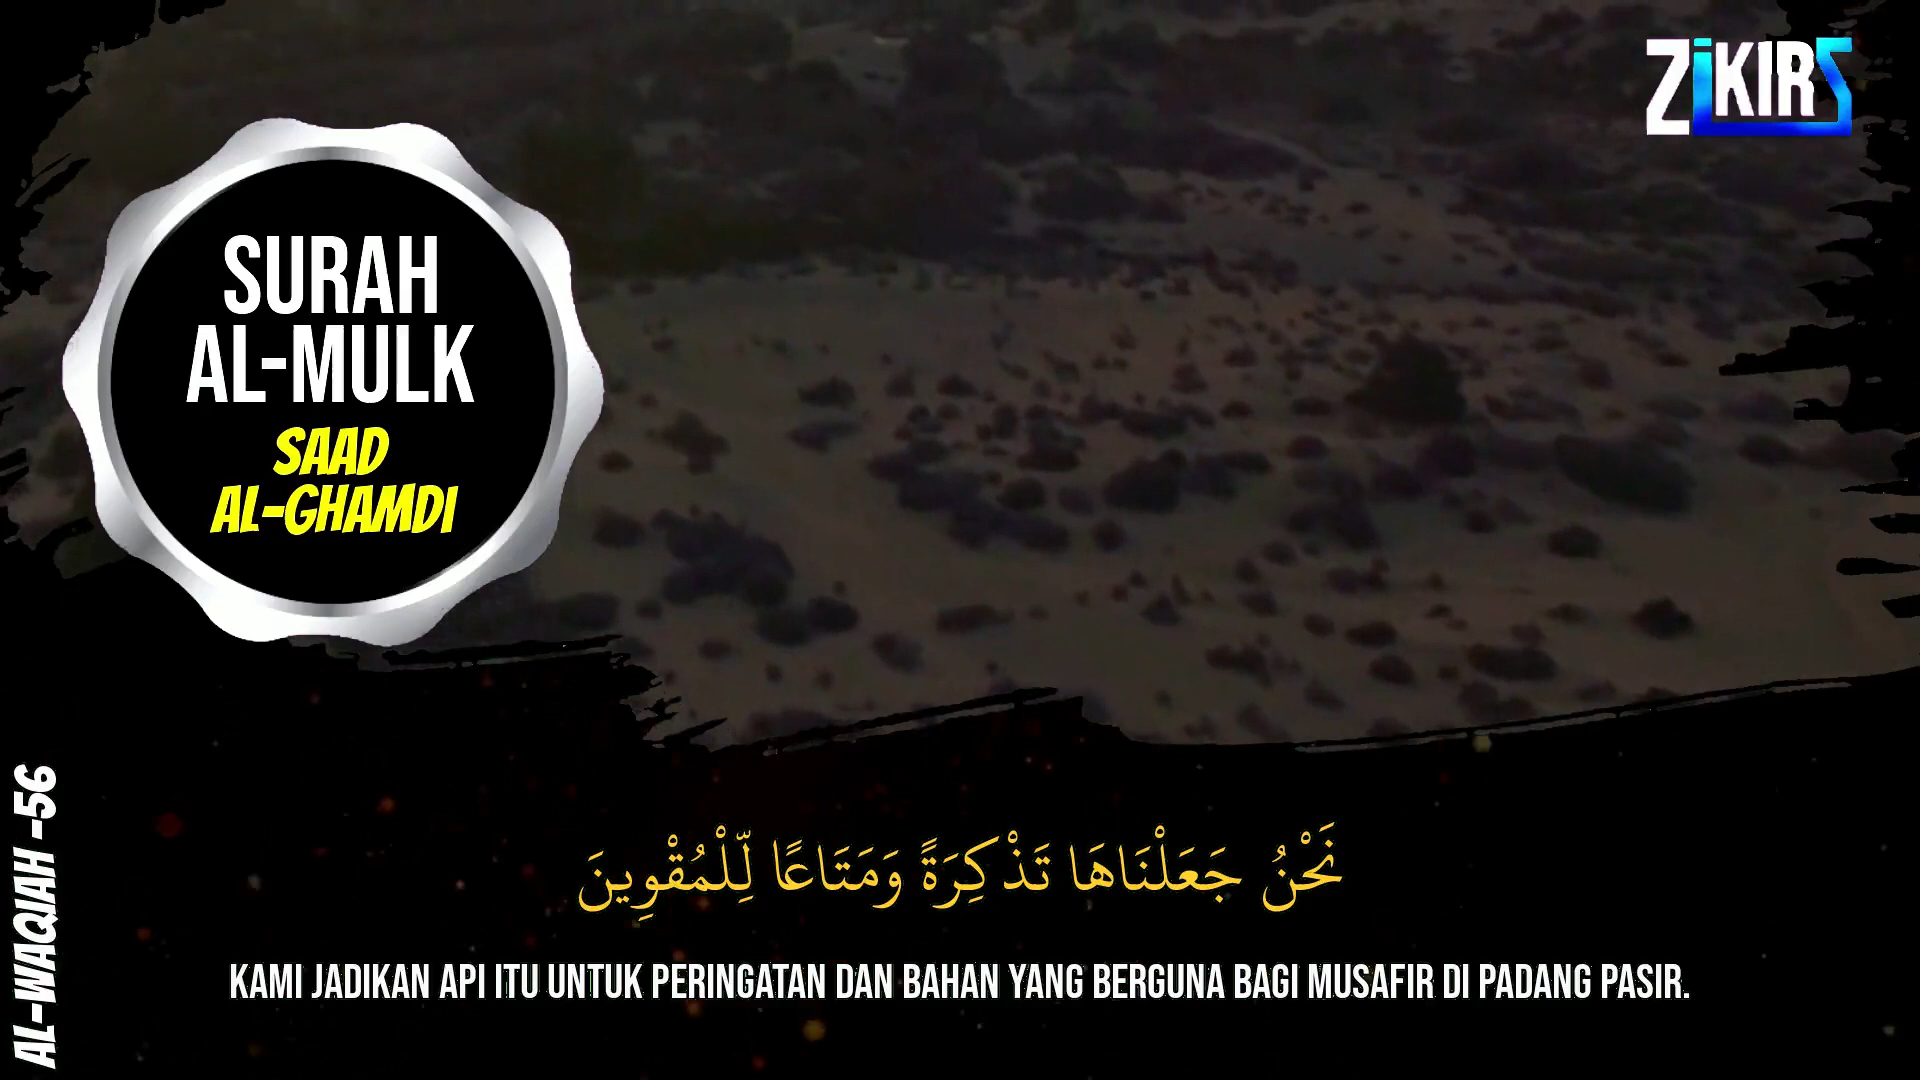 ZiKIRS
SURAH
AL-MULK
SAAD
AL-GHAMDI
نَحْنُ جَعَلْنَاهَا تَذْكِرَةً وَمَتَاعًا لِّلْمُقْوِينَ
KAMI JADIKAN API ITU UNTUK PERINGATAN DAN BAHAN YANG BERGUNA BAGI MUSAFIR DI PADANG PASIR.
AL-WAQIAH -56